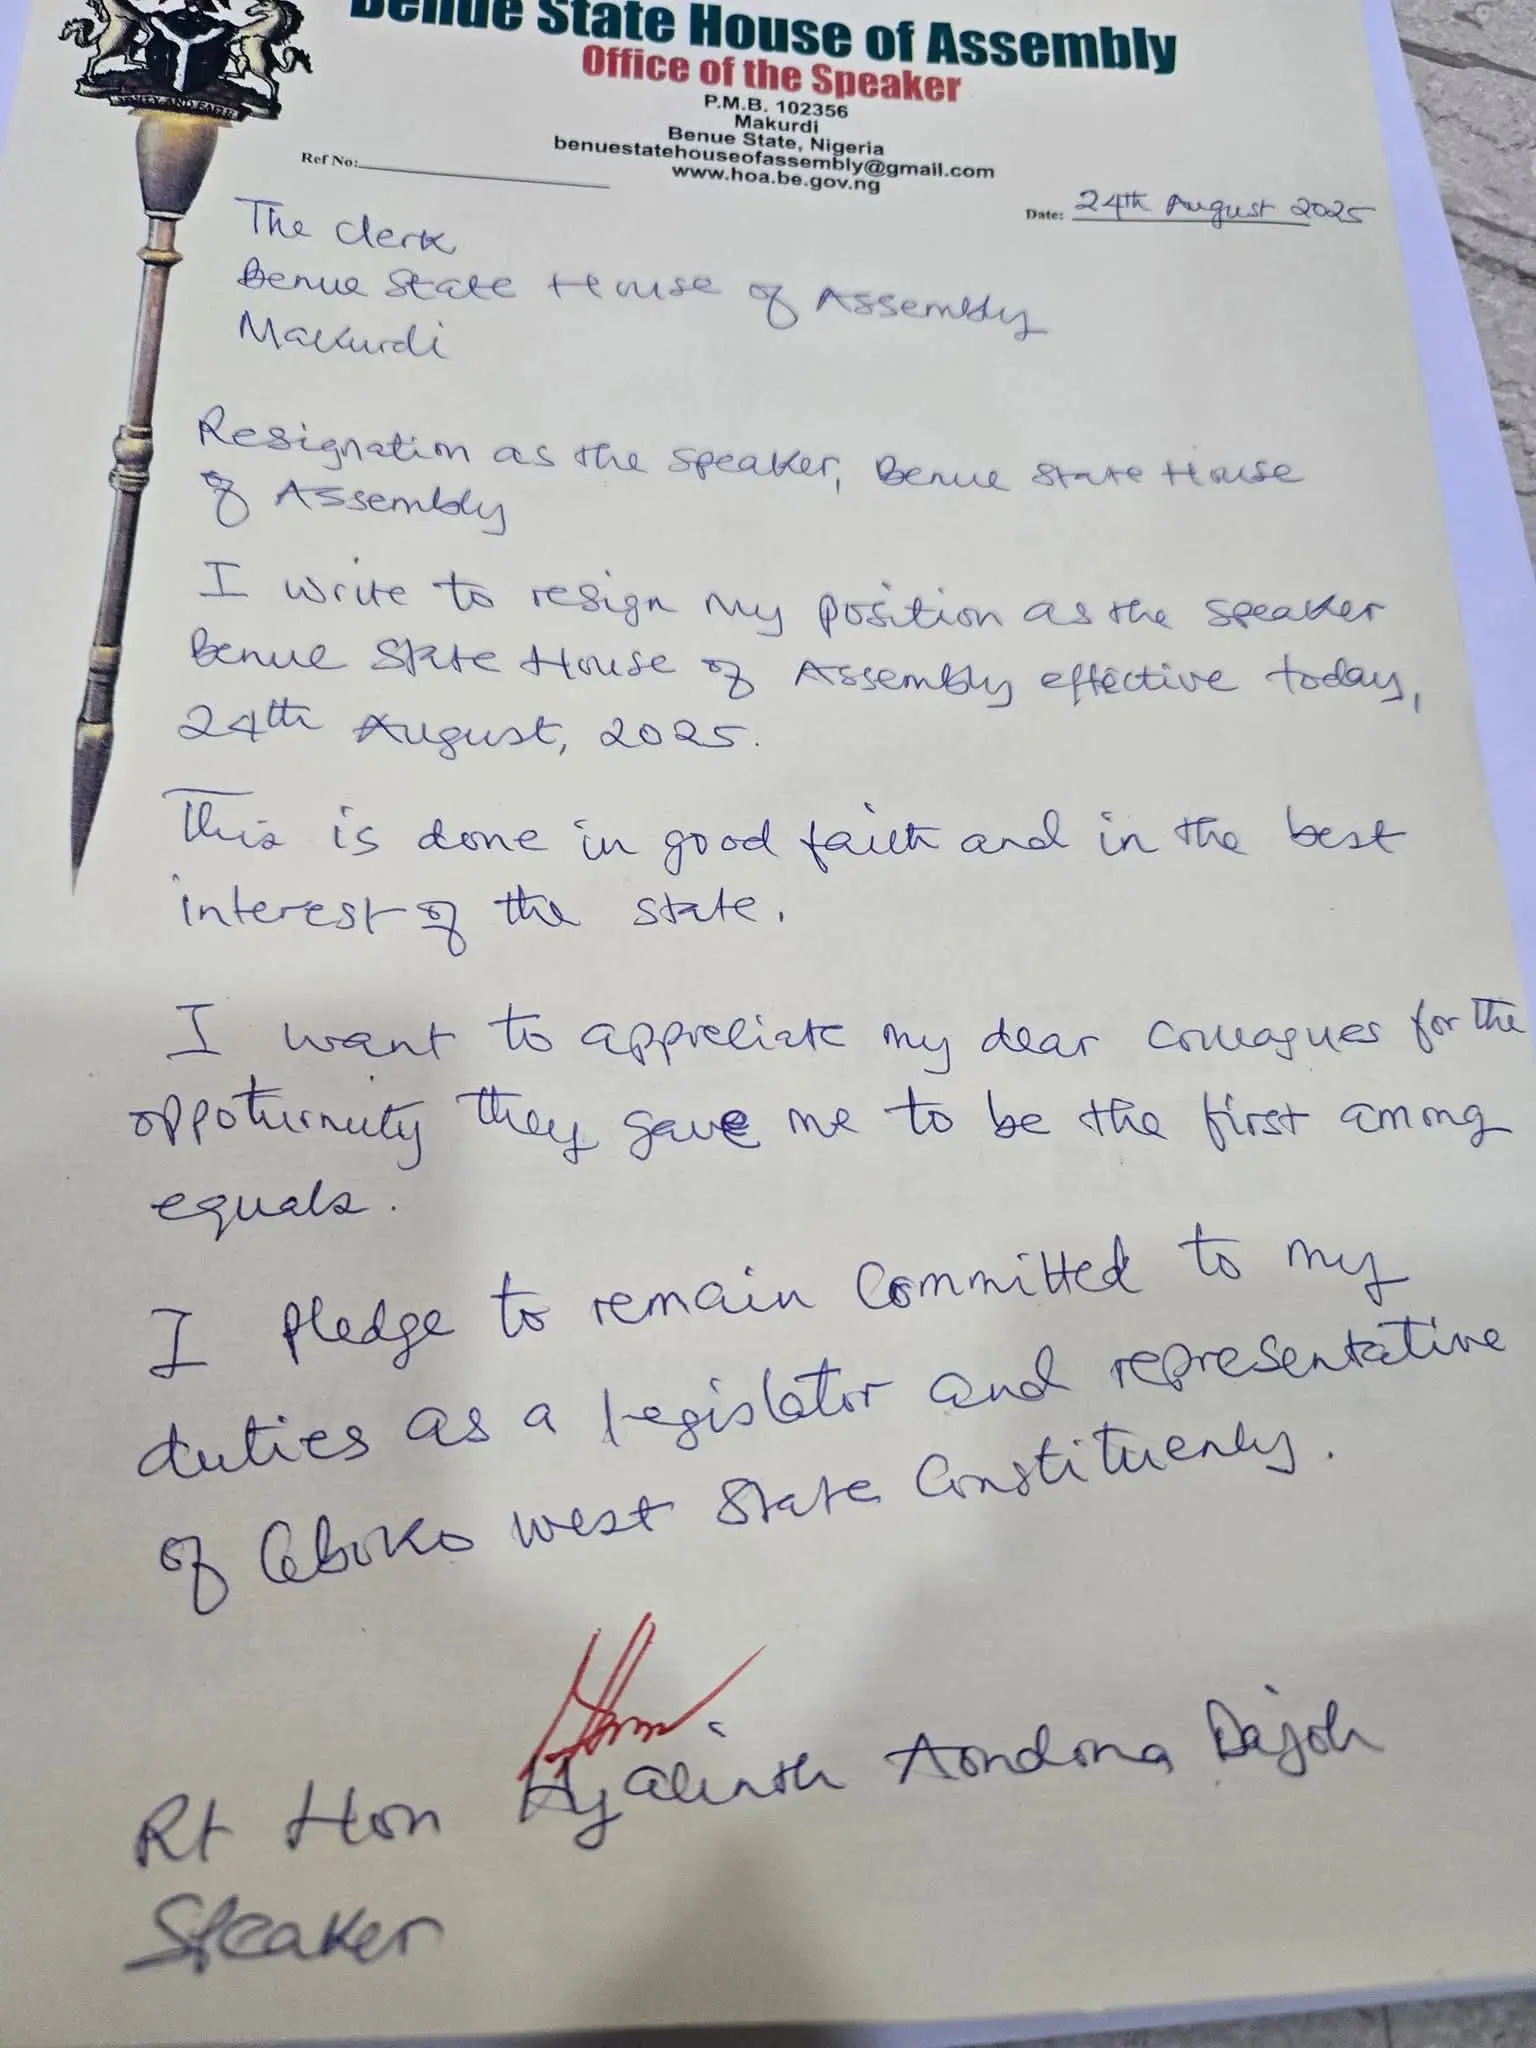 Benue State House of Assembly
Office of the Speaker
P.M.B. 102356
Makurdi
Benue State, Nigeria
benuestatehouseofassembly@gmail.com
www.hoa.be.gov.ng
Ref No:
Date: 24th August 2025
The Clerk
Benue State House of Assembly
Makurdi
Resignation as the Speaker, Benue State House
of Assembly
I write to resign my position as the Speaker
Benue State House of Assembly effective today,
24th August, 2025.
This is done in good faith and in the best
interest of the state.
I want to appreciate my dear Colleagues for the
oppoturnuty they gave me to be the first among
equals.
I pledge to remain Committed to my
duties as a legislator and representative
of Gboko west State Constituency.
Rt Hon Hyacinth Aondona Dajoh
Speaker